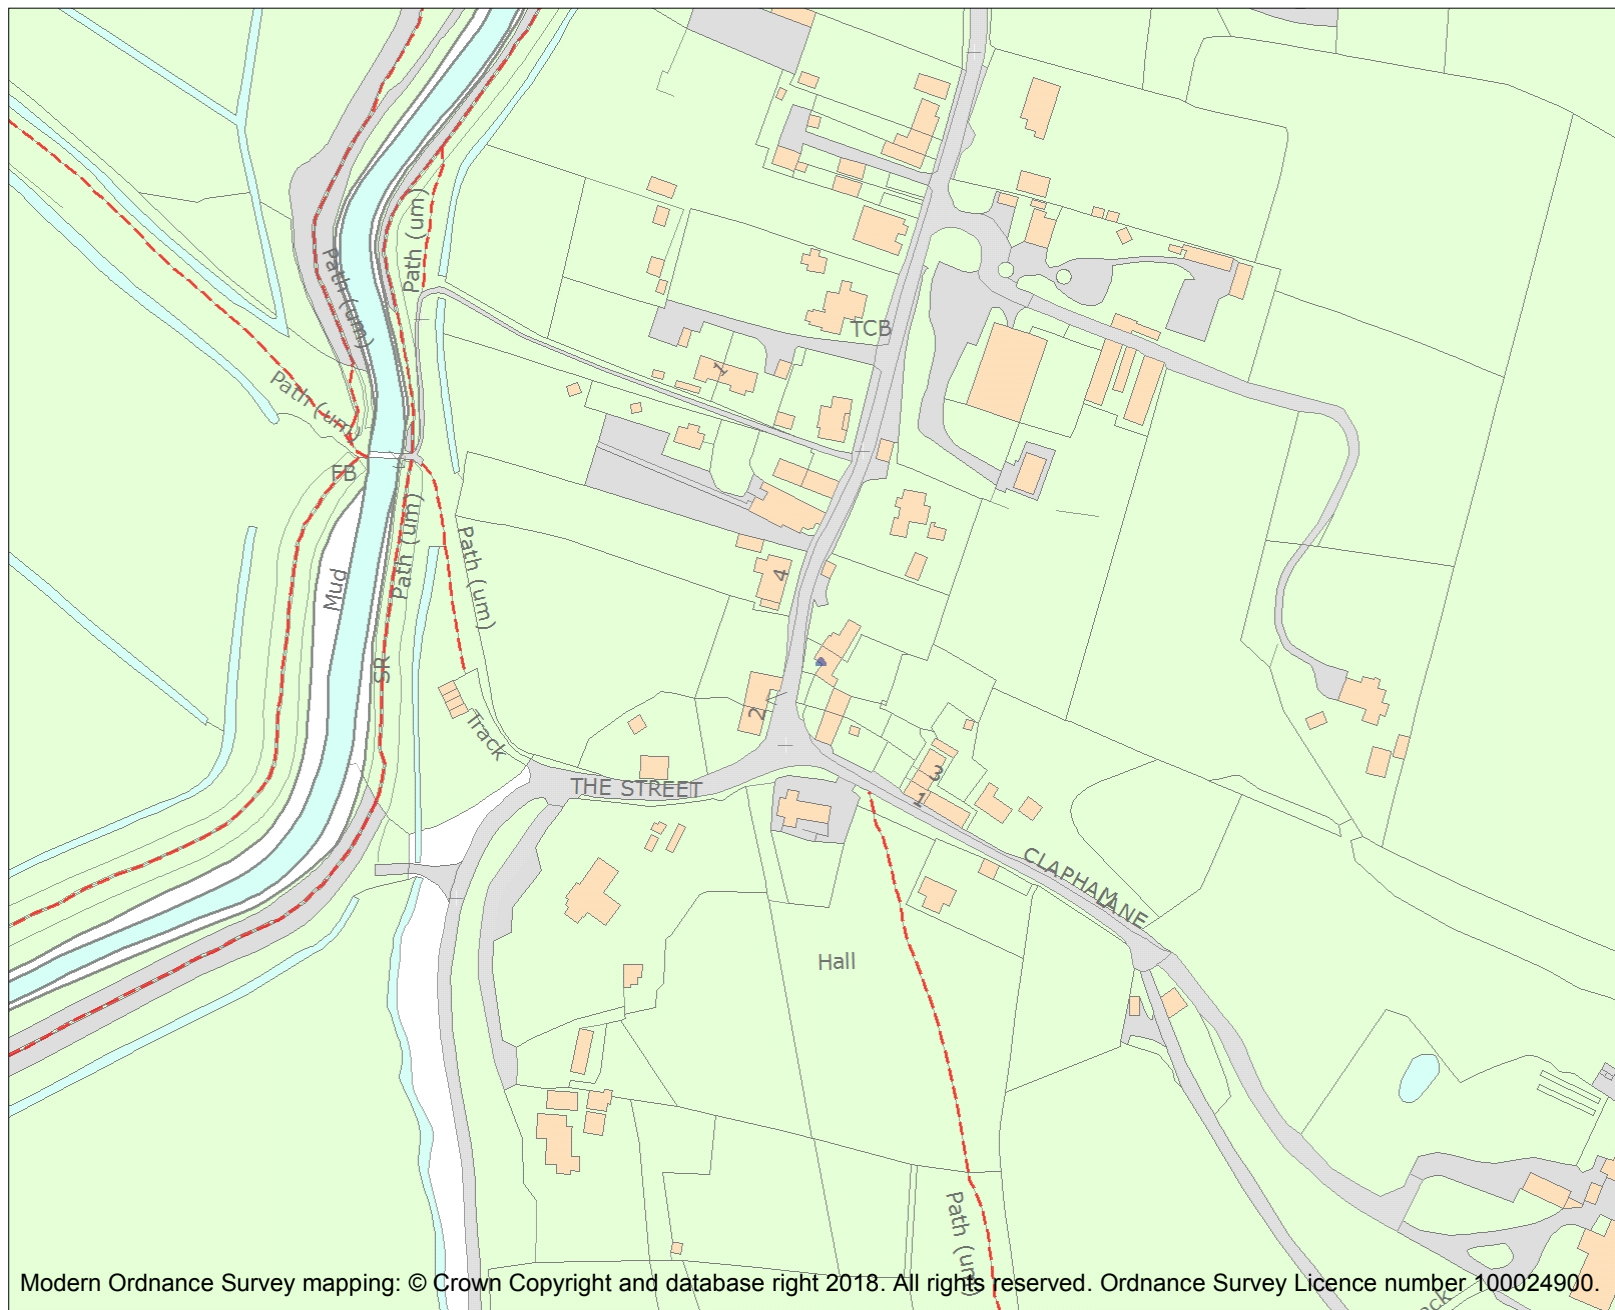 Path (um)
Path (um)
TCB
1
Path (um)
FB
Path (um)
Path (um)
Mud
4
SR
2
Track
THE STREET
3
1
CLAPHAM LANE
Hall
Path (um)
Track
Modern Ordnance Survey mapping: © Crown Copyright and database right 2018. All rights reserved. Ordnance Survey Licence number 100024900.